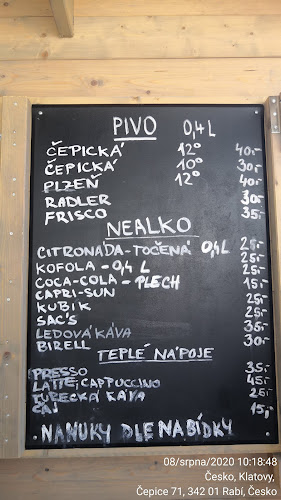 PIVO 0,4 L
ČEPICKÁ 12° 40,-
ČEPICKÁ 10° 30,-
PLZEŇ 12° 40,-
RADLER 30,-
FRISCO 35,-
NEALKO
CITRONÁDA - TOČENÁ 0,4L 25,-
KOFOLA - 0,4 L 25,-
COCA-COLA - PLECH 25,-
CAPRI-SUN 15,-
KUBIK 25,-
SAC'S 25,-
LEDOVÁ KÁVA 35,-
BIRELL 30,-
TEPLÉ NÁPOJE
PRESSO 35,-
LATTE, CAPPUCCINO 45,-
TURECKÁ KÁVA 25,-
ČAJ 15,-
NANUKY DLE NABÍDKY
08/srpna/2020 10:18:48
Česko, Klatovy,
Čepice 71, 342 01 Rabí, Česko